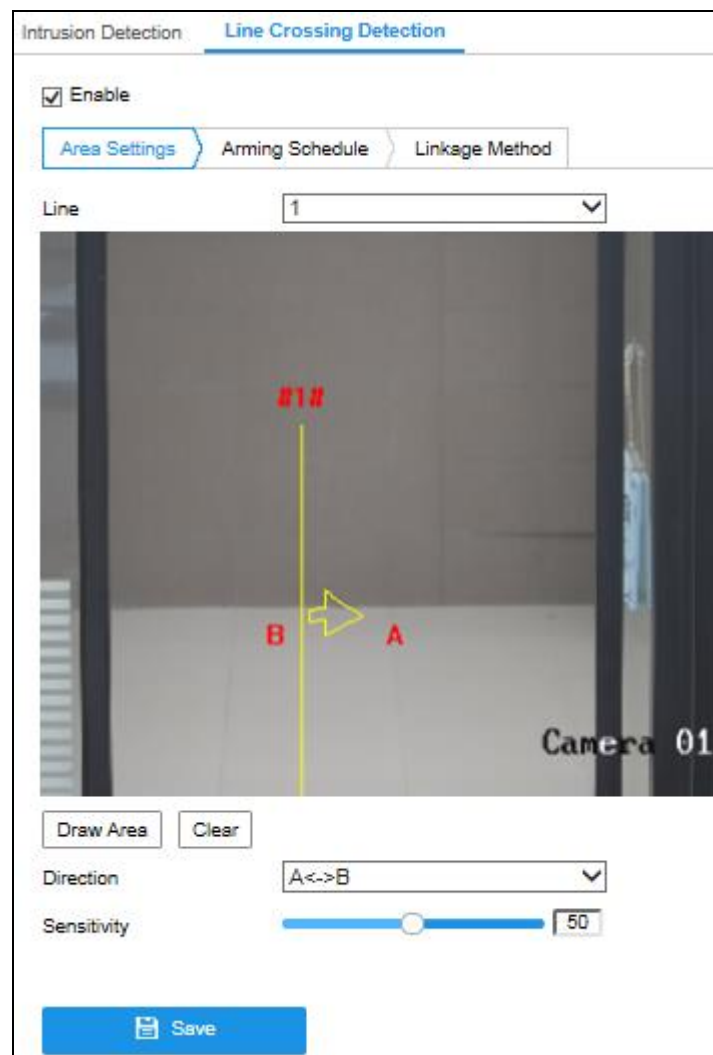 Intrusion Detection Line Crossing Detection
Enable
Area Settings Arming Schedule Linkage Method
Line 1
#1#
B A
Camera 01
Draw Area Clear
Direction A<->B
Sensitivity 50
Save